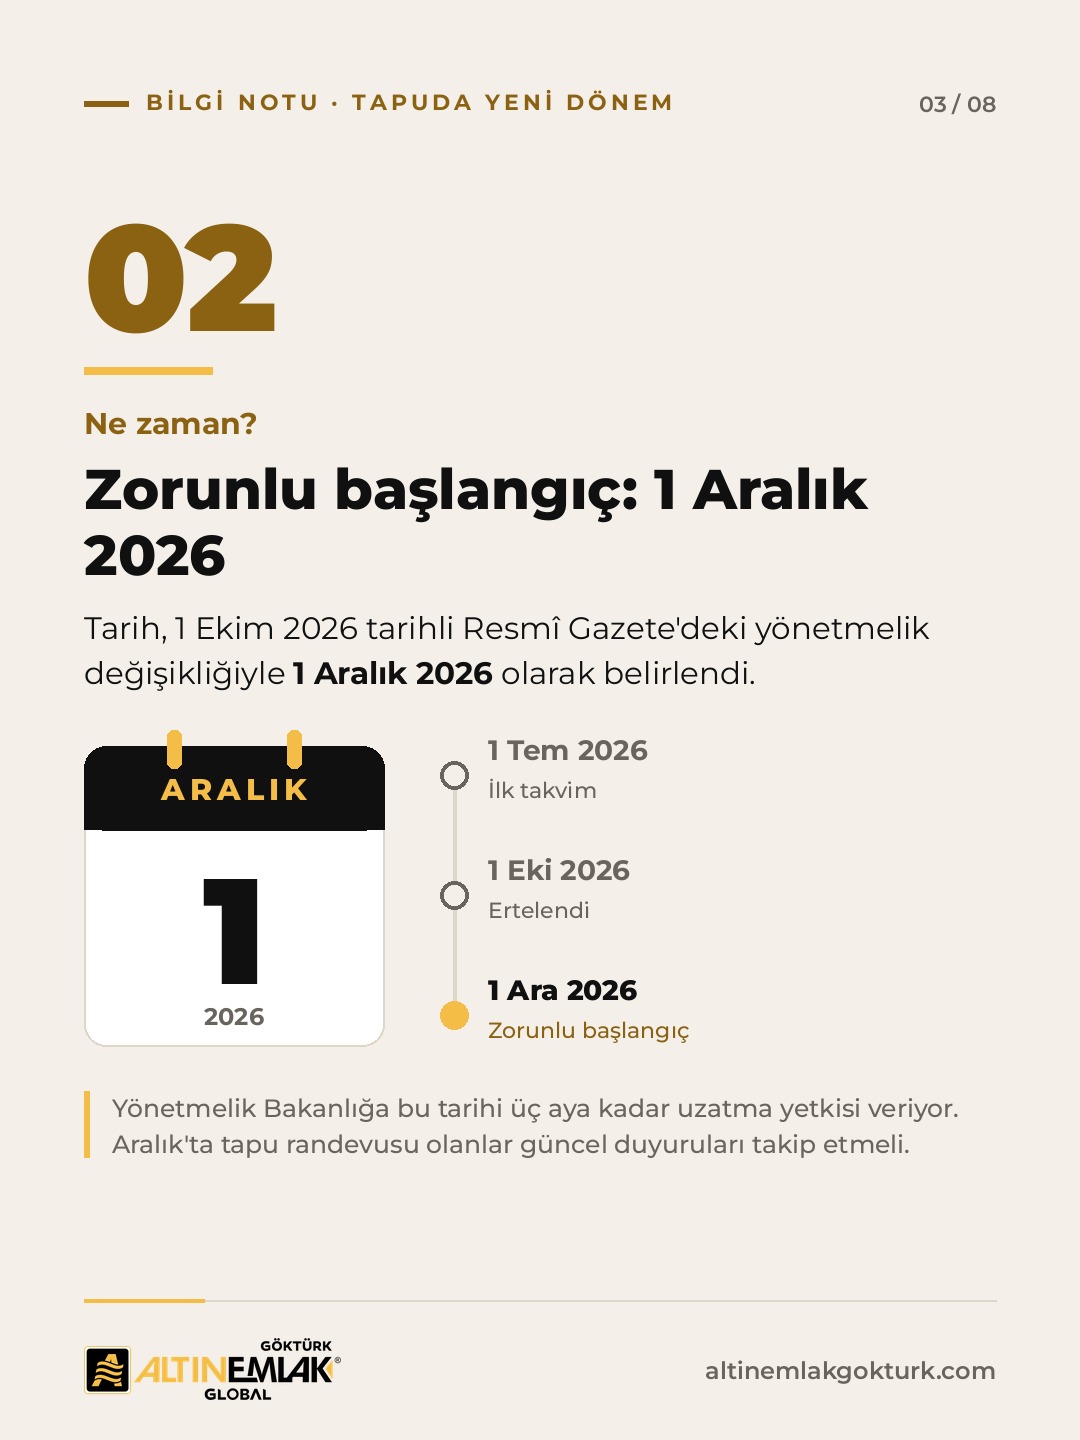 BİLGİ NOTU · TAPUDA YENİ DÖNEM
03 / 08
02
Ne zaman?
Zorunlu başlangıç: 1 Aralık
2026
Tarih, 1 Ekim 2026 tarihli Resmî Gazete'deki yönetmelik
değişikliğiyle 1 Aralık 2026 olarak belirlendi.
ARALIK
1
2026
1 Tem 2026
İlk takvim
1 Eki 2026
Ertelendi
1 Ara 2026
Zorunlu başlangıç
Yönetmelik Bakanlığa bu tarihi üç aya kadar uzatma yetkisi veriyor.
Aralık'ta tapu randevusu olanlar güncel duyuruları takip etmeli.
GÖKTÜRK
ALTINEMLAK®
GLOBAL
altinemlakgokturk.com